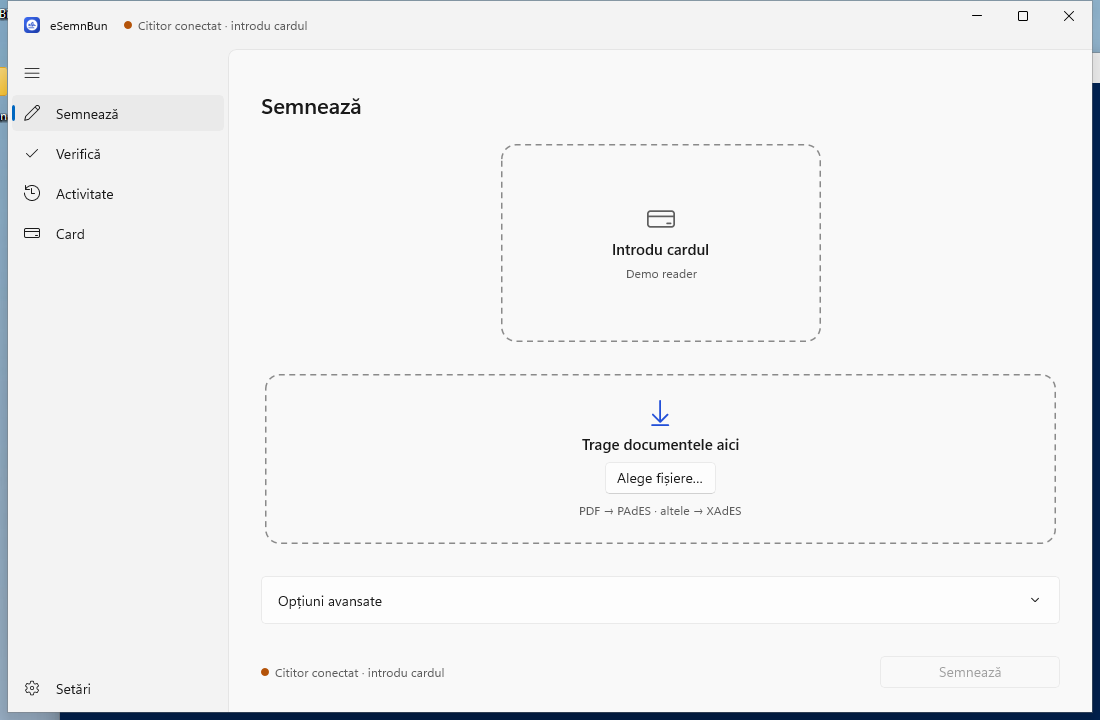 eSemnBun
Cititor conectat · introdu cardul
Semnează
Verifică
Activitate
Card
Setări
Semnează
Introdu cardul
Demo reader
Trage documentele aici
Alege fișiere...
PDF → PAdES · altele → XAdES
Opțiuni avansate
Cititor conectat · introdu cardul
Semnează